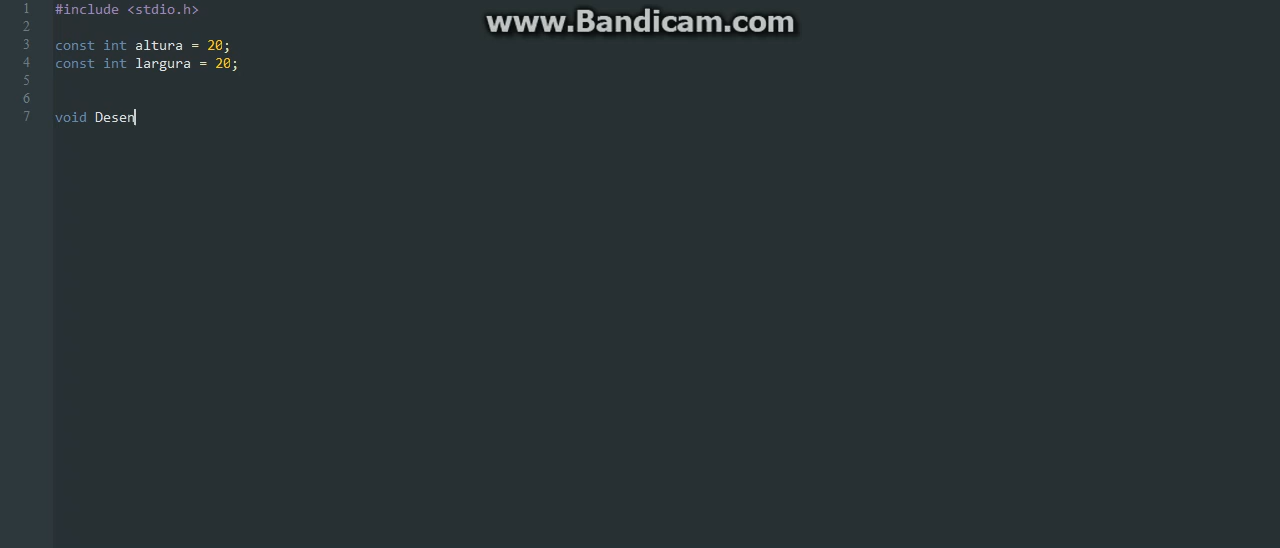 www.Bandicam.com
1 #include <stdio.h>
2
3 const int altura = 20;
4 const int largura = 20;
5
6
7 void Desen